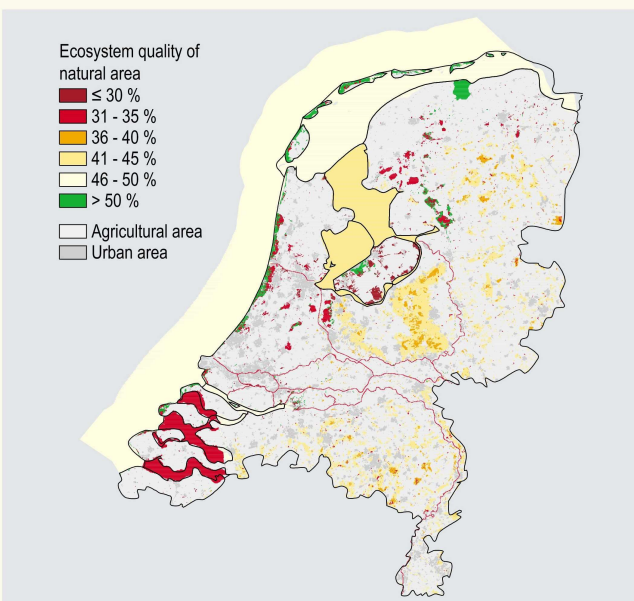 Ecosystem quality of
natural area
≤ 30 %
31 - 35 %
36 - 40 %
41 - 45 %
46 - 50 %
> 50 %
Agricultural area
Urban area